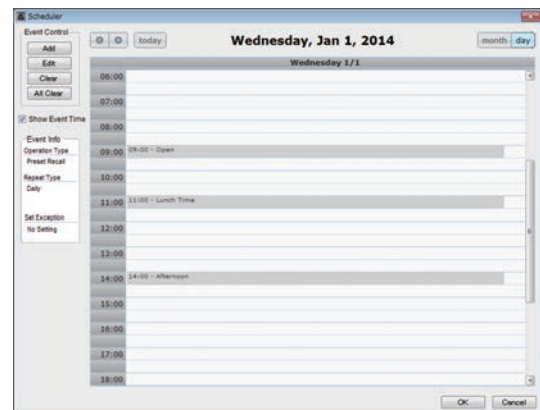 Scheduler
Event Control
Add
Edit
Clear
All Clear
Show Event Time
Event Info
Operation Type
Preset Recall
Repeat Type
Daily
Set Exception
No Setting
today
Wednesday, Jan 1, 2014
month
day
Wednesday 1/1
06:00
07:00
08:00
09:00
09:00 - Open
10:00
11:00
11:00 - Lunch Time
12:00
13:00
14:00
14:00 - Afternoon
15:00
16:00
17:00
18:00
OK
Cancel